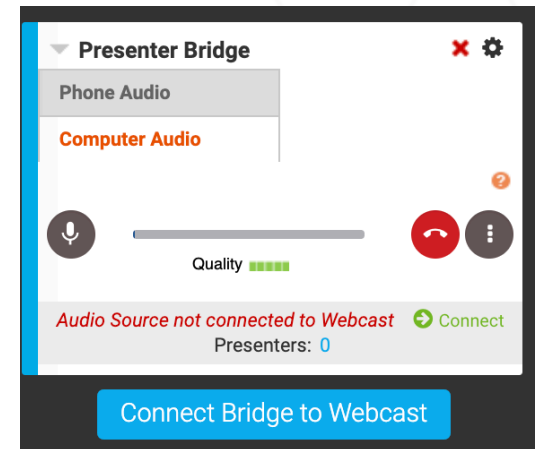 Presenter Bridge
Phone Audio
Computer Audio
?
Quality
Audio Source not connected to Webcast Connect
Presenters: 0
Connect Bridge to Webcast